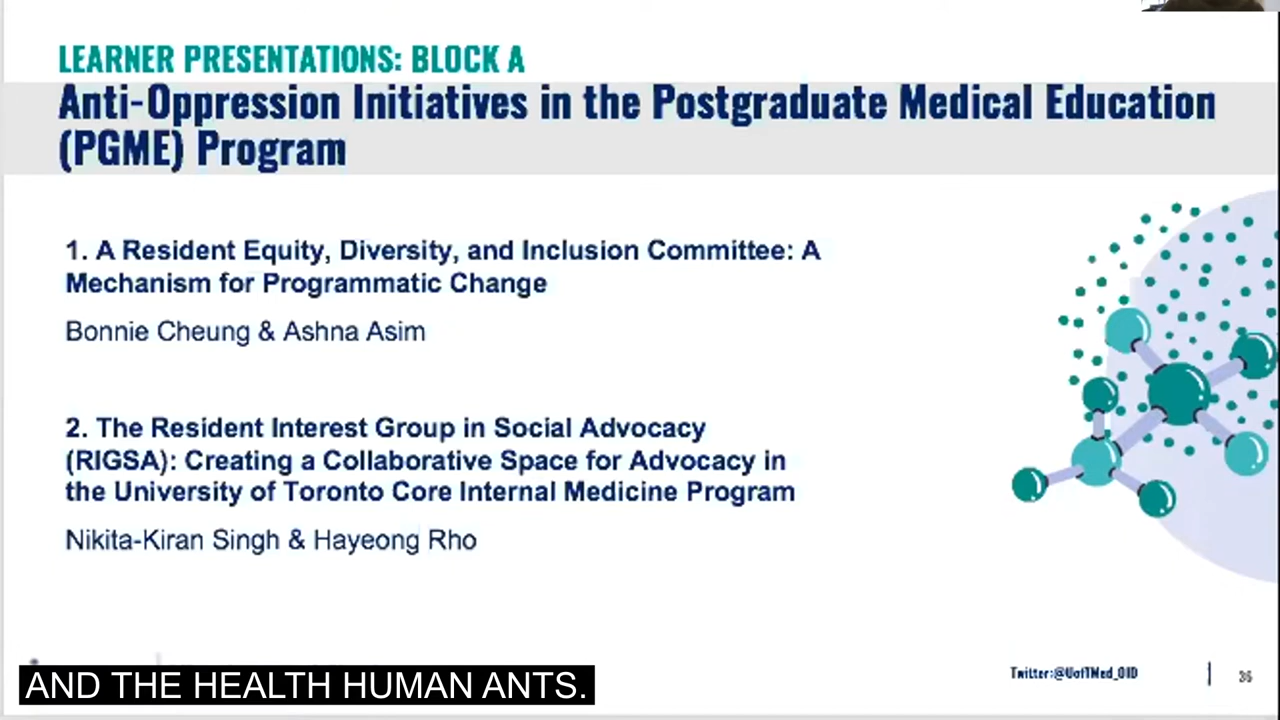 LEARNER PRESENTATIONS: BLOCK A
Anti-Oppression Initiatives in the Postgraduate Medical Education
(PGME) Program
1. A Resident Equity, Diversity, and Inclusion Committee: A
Mechanism for Programmatic Change
Bonnie Cheung & Ashna Asim
2. The Resident Interest Group in Social Advocacy
(RIGSA): Creating a Collaborative Space for Advocacy in
the University of Toronto Core Internal Medicine Program
Nikita-Kiran Singh & Hayeong Rho
AND THE HEALTH HUMAN ANTS.
Twitter:@UofTMed_OID
36